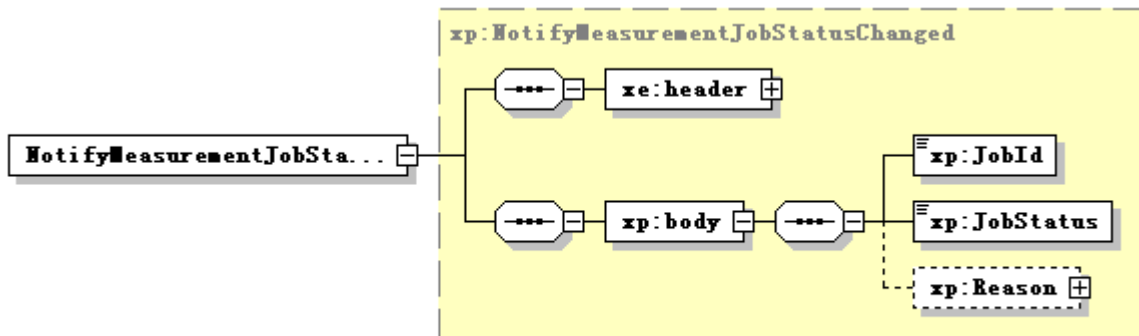 xp:NotifyMeasurementJobStatusChanged
xe:header
NotifyMeasurementJobSta...
xp:JobId
xp:body
xp:JobStatus
xp:Reason